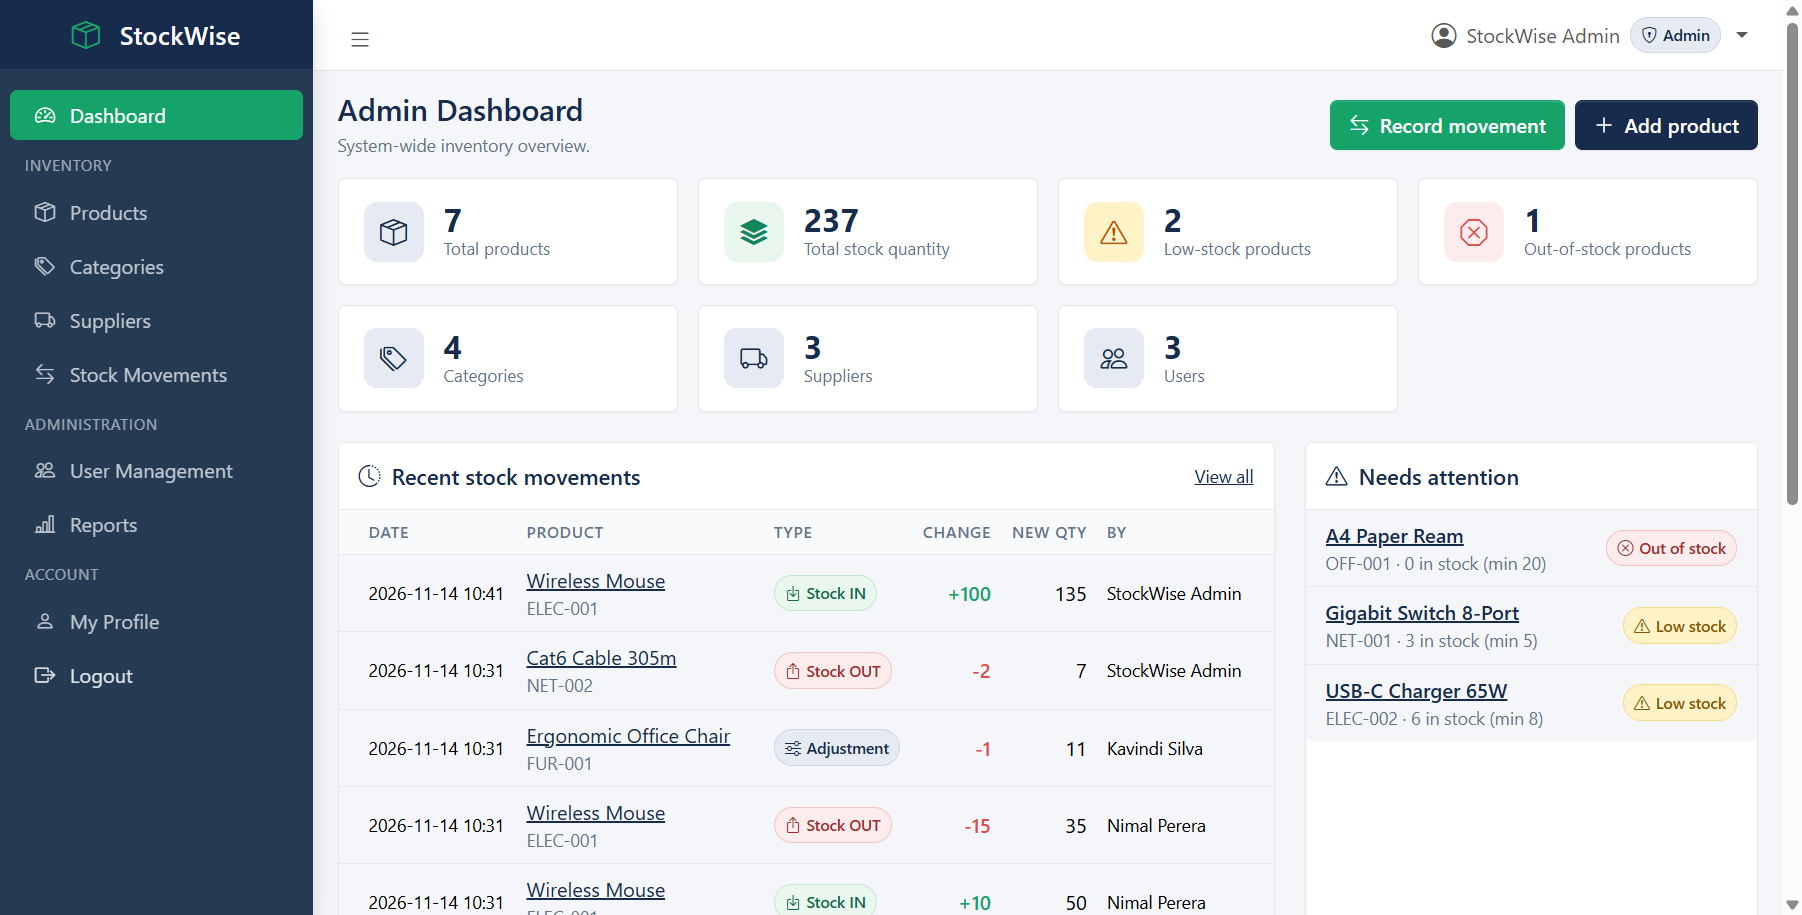 StockWise
StockWise Admin
Admin
Dashboard
INVENTORY
Products
Categories
Suppliers
Stock Movements
ADMINISTRATION
User Management
Reports
ACCOUNT
My Profile
Logout
Admin Dashboard
System-wide inventory overview.
Record movement
Add product
7
Total products
237
Total stock quantity
2
Low-stock products
1
Out-of-stock products
4
Categories
3
Suppliers
3
Users
Recent stock movements
View all
DATE PRODUCT TYPE CHANGE NEW QTY BY
2026-11-14 10:41 Wireless Mouse Stock IN +100 135 StockWise Admin
ELEC-001
2026-11-14 10:31 Cat6 Cable 305m Stock OUT -2 7 StockWise Admin
NET-002
2026-11-14 10:31 Ergonomic Office Chair Adjustment -1 11 Kavindi Silva
FUR-001
2026-11-14 10:31 Wireless Mouse Stock OUT -15 35 Nimal Perera
ELEC-001
2026-11-14 10:31 Wireless Mouse Stock IN +10 50 Nimal Perera
Needs attention
A4 Paper Ream
OFF-001 · 0 in stock (min 20)
Out of stock
Gigabit Switch 8-Port
NET-001 · 3 in stock (min 5)
Low stock
USB-C Charger 65W
ELEC-002 · 6 in stock (min 8)
Low stock